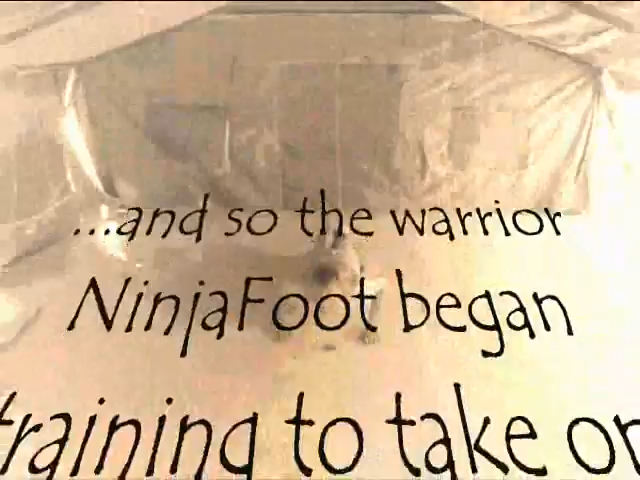 ...and so the warrior
NinjaFoot began
training to take on